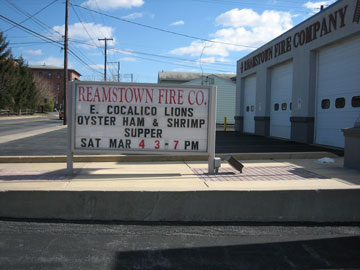 REAMSTOWN FIRE COMPANY
REAMSTOWN FIRE CO.
E. COCALICO LIONS
OYSTER HAM & SHRIMP
SUPPER
SAT MAR 4 3-7 PM